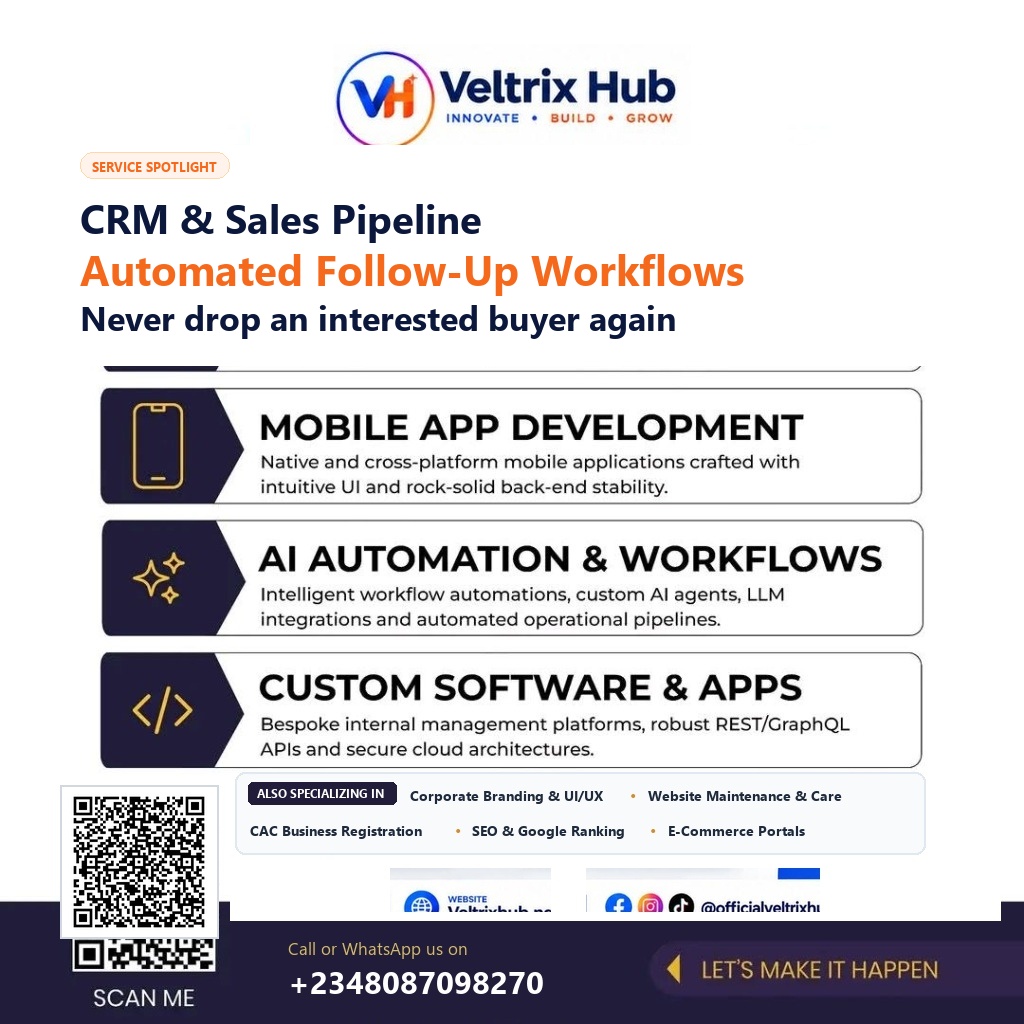 VH Veltrix Hub
INNOVATE • BUILD • GROW
SERVICE SPOTLIGHT
CRM & Sales Pipeline
Automated Follow-Up Workflows
Never drop an interested buyer again
MOBILE APP DEVELOPMENT
Native and cross-platform mobile applications crafted with
intuitive UI and rock-solid back-end stability.
AI AUTOMATION & WORKFLOWS
Intelligent workflow automations, custom AI agents, LLM
integrations and automated operational pipelines.
CUSTOM SOFTWARE & APPS
Bespoke internal management platforms, robust REST/GraphQL
APIs and secure cloud architectures.
ALSO SPECIALIZING IN Corporate Branding & UI/UX • Website Maintenance & Care
CAC Business Registration • SEO & Google Ranking • E-Commerce Portals
WEBSITE
Call or WhatsApp us on
+2348087098270
LET'S MAKE IT HAPPEN
SCAN ME